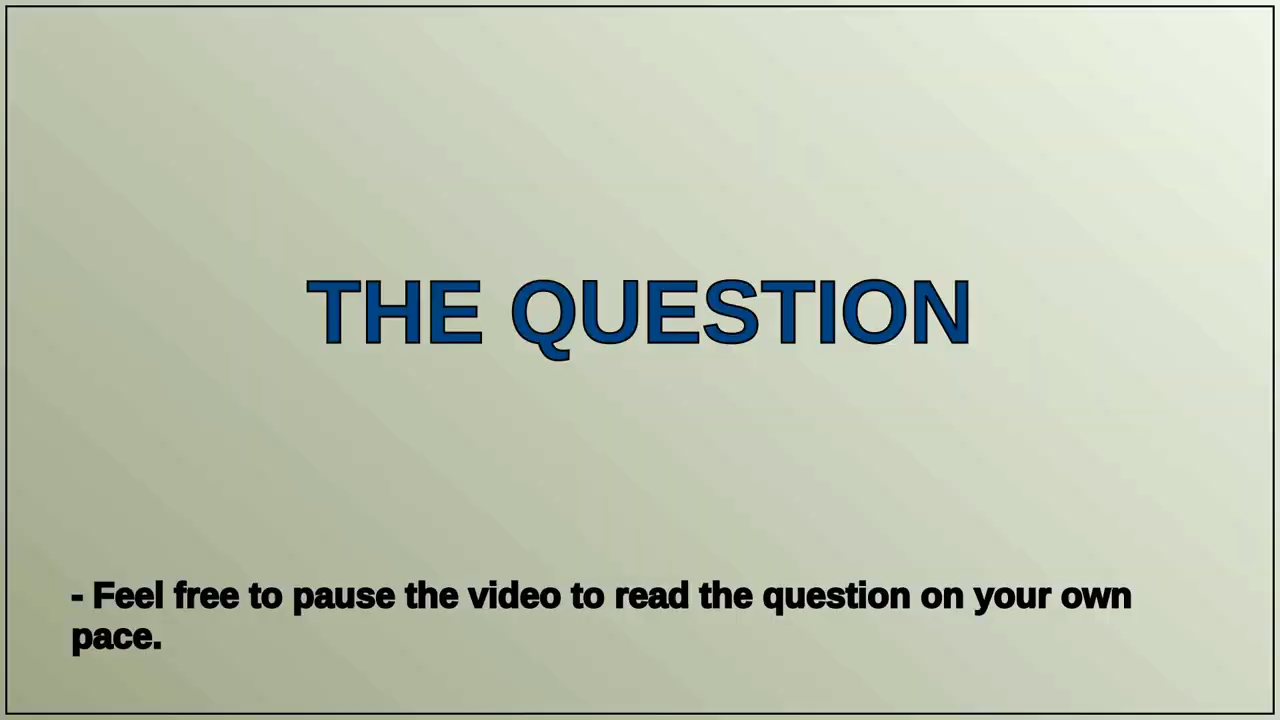 THE QUESTION
- Feel free to pause the video to read the question on your own
pace.